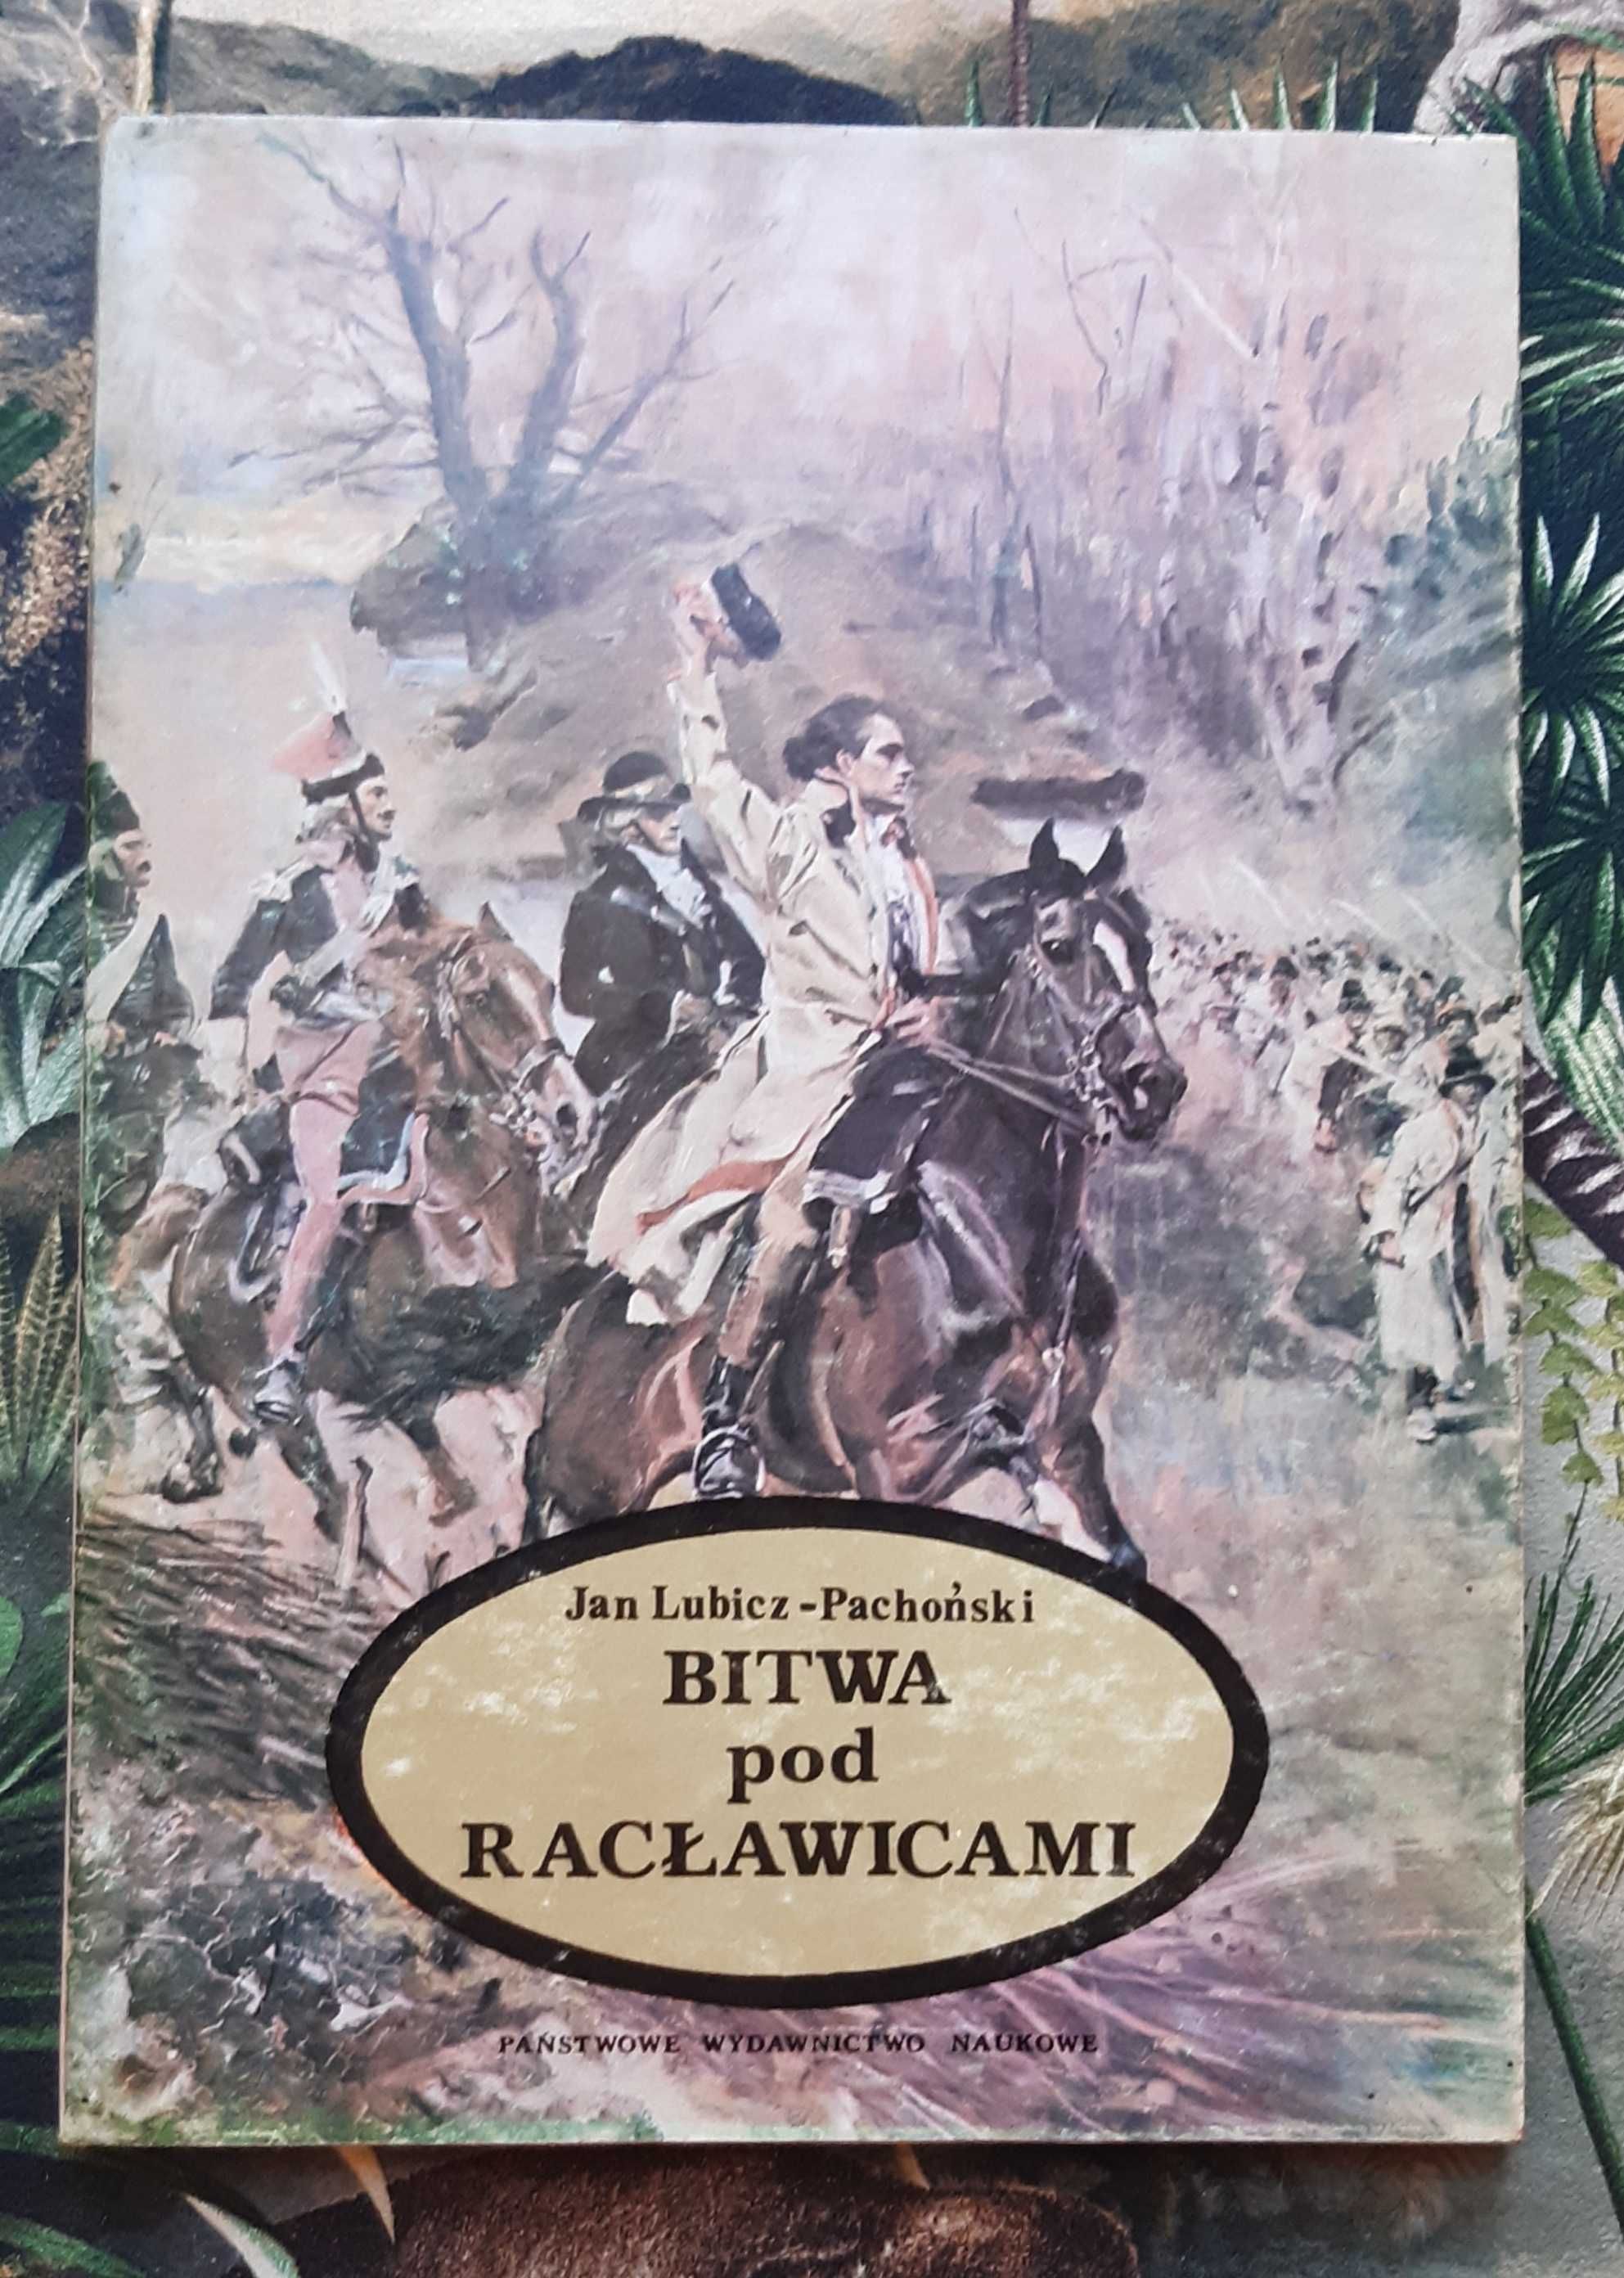 Jan Lubicz-Pachoński
BITWA
pod
RACŁAWICAMI
PAŃSTWOWE WYDAWNICTWO NAUKOWE